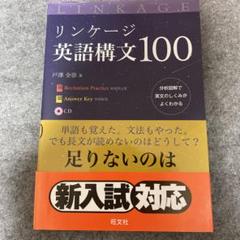 LINKAGE
リンケージ
英語構文100
戸澤 全崇 著
Recitation Practice
Answer Key
CD
分析図解で
英文のしくみが
よくわかる
単語も覚えた。文法もやった。
でも長文が読めないのはどうして?
足りないのは
新入試対応
旺文社